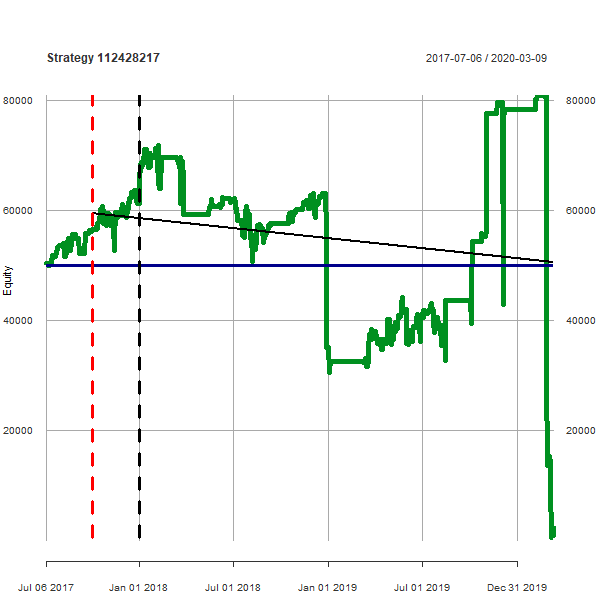 Strategy 112428217
2017-07-06 / 2020-03-09
80000
80000
60000
60000
Equity
40000
40000
20000
20000
Jul 06 2017
Jan 01 2018
Jul 01 2018
Jan 01 2019
Jul 01 2019
Dec 31 2019